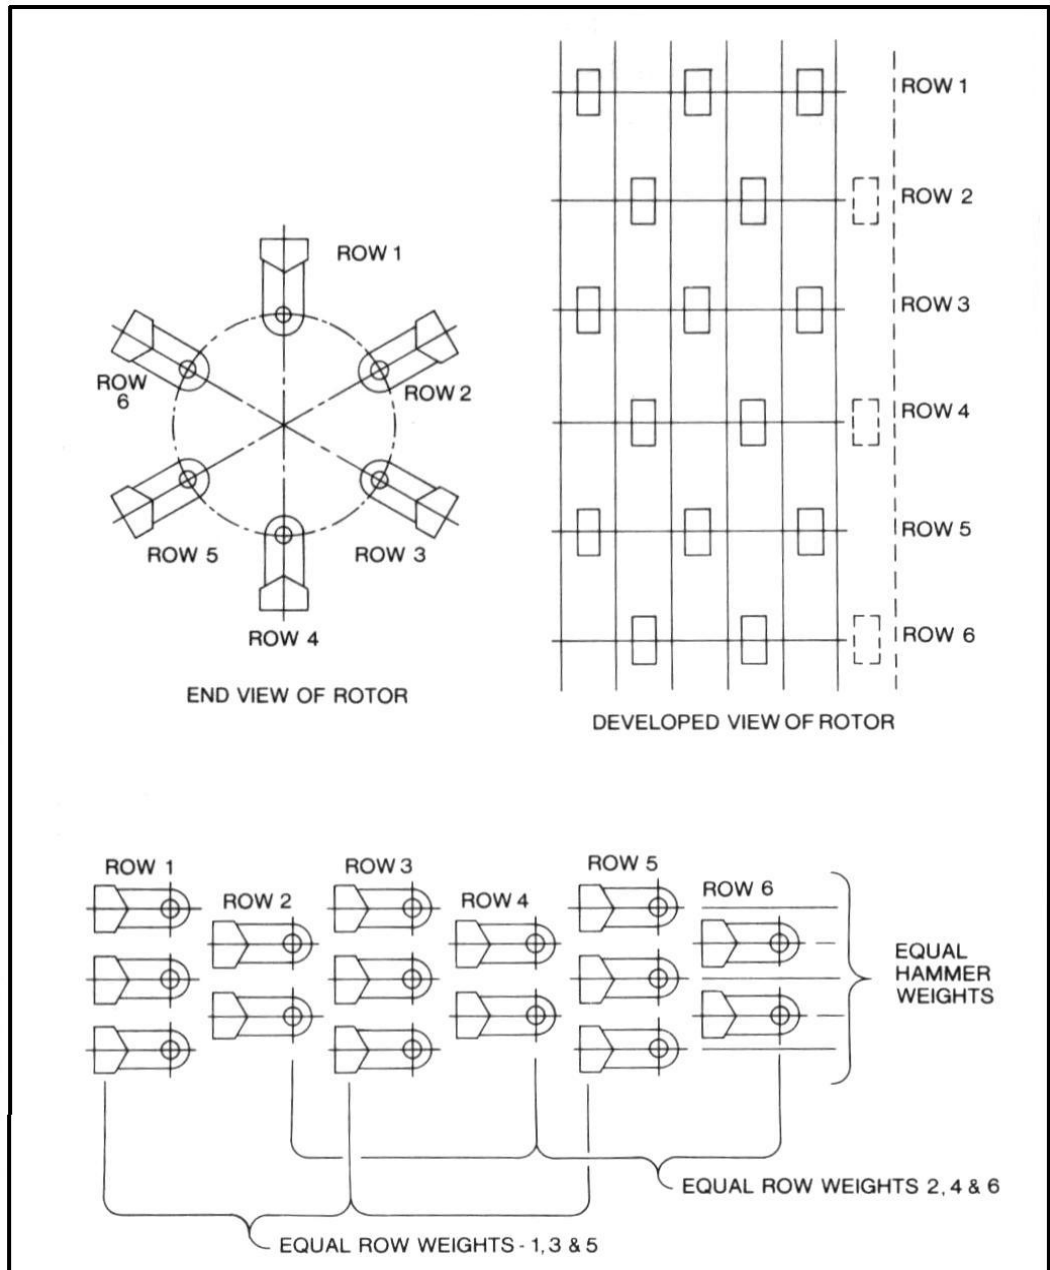 ROW 1
ROW 2
ROW 3
ROW 4
ROW 5
ROW
6
END VIEW OF ROTOR
ROW 1
ROW 2
ROW 3
ROW 4
ROW 5
ROW 6
DEVELOPED VIEW OF ROTOR
ROW 1
ROW 2
ROW 3
ROW 4
ROW 5
ROW 6
EQUAL
HAMMER
WEIGHTS
EQUAL ROW WEIGHTS 2, 4 & 6
EQUAL ROW WEIGHTS - 1, 3 & 5